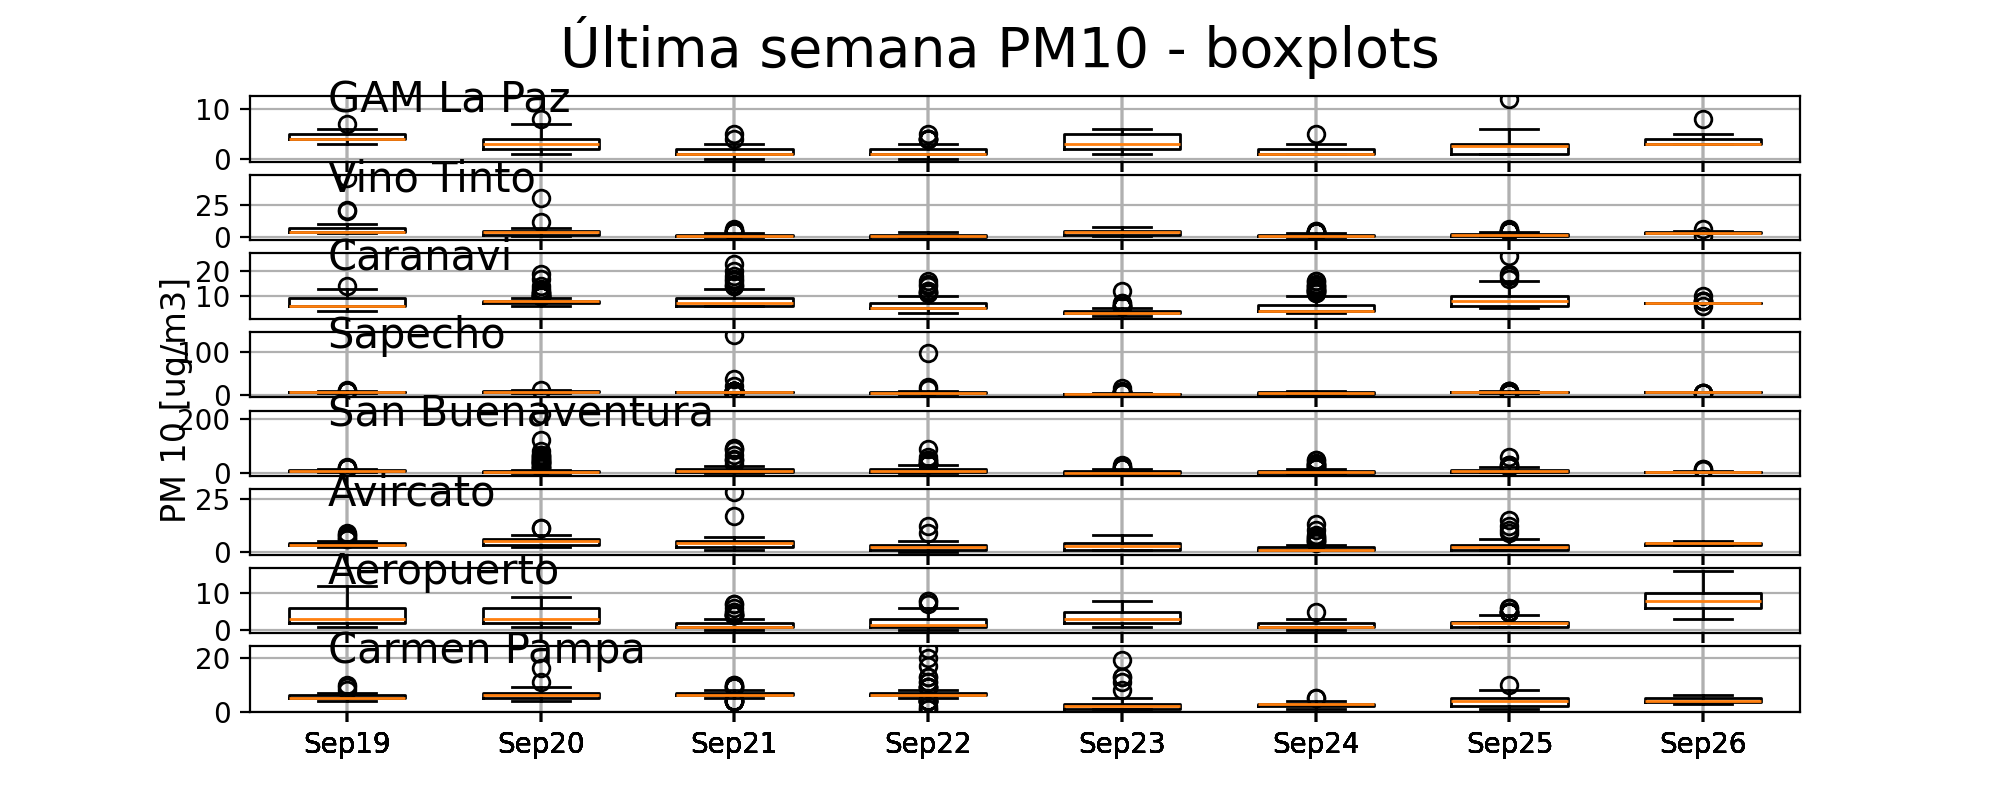 Última semana PM10 - boxplots
GAM La Paz
10
0
Vino Tinto
25
0
Caranavi
20
10
Sapecho
100
0
San Buenaventura
200
0
Avircato
25
0
Aeropuerto
10
0
Carmen Pampa
20
0
PM 10 [ug/m3]
Sep19 Sep20 Sep21 Sep22 Sep23 Sep24 Sep25 Sep26